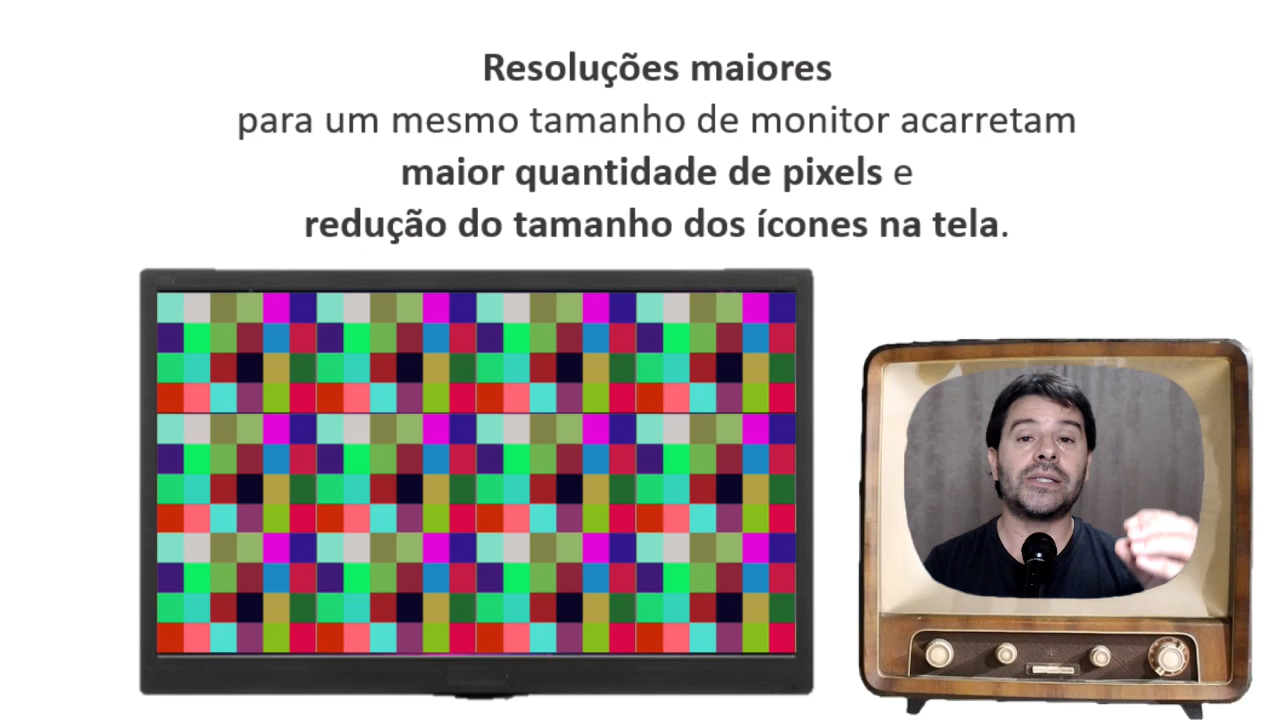 Resoluções maiores
para um mesmo tamanho de monitor acarretam
maior quantidade de pixels e
redução do tamanho dos ícones na tela.